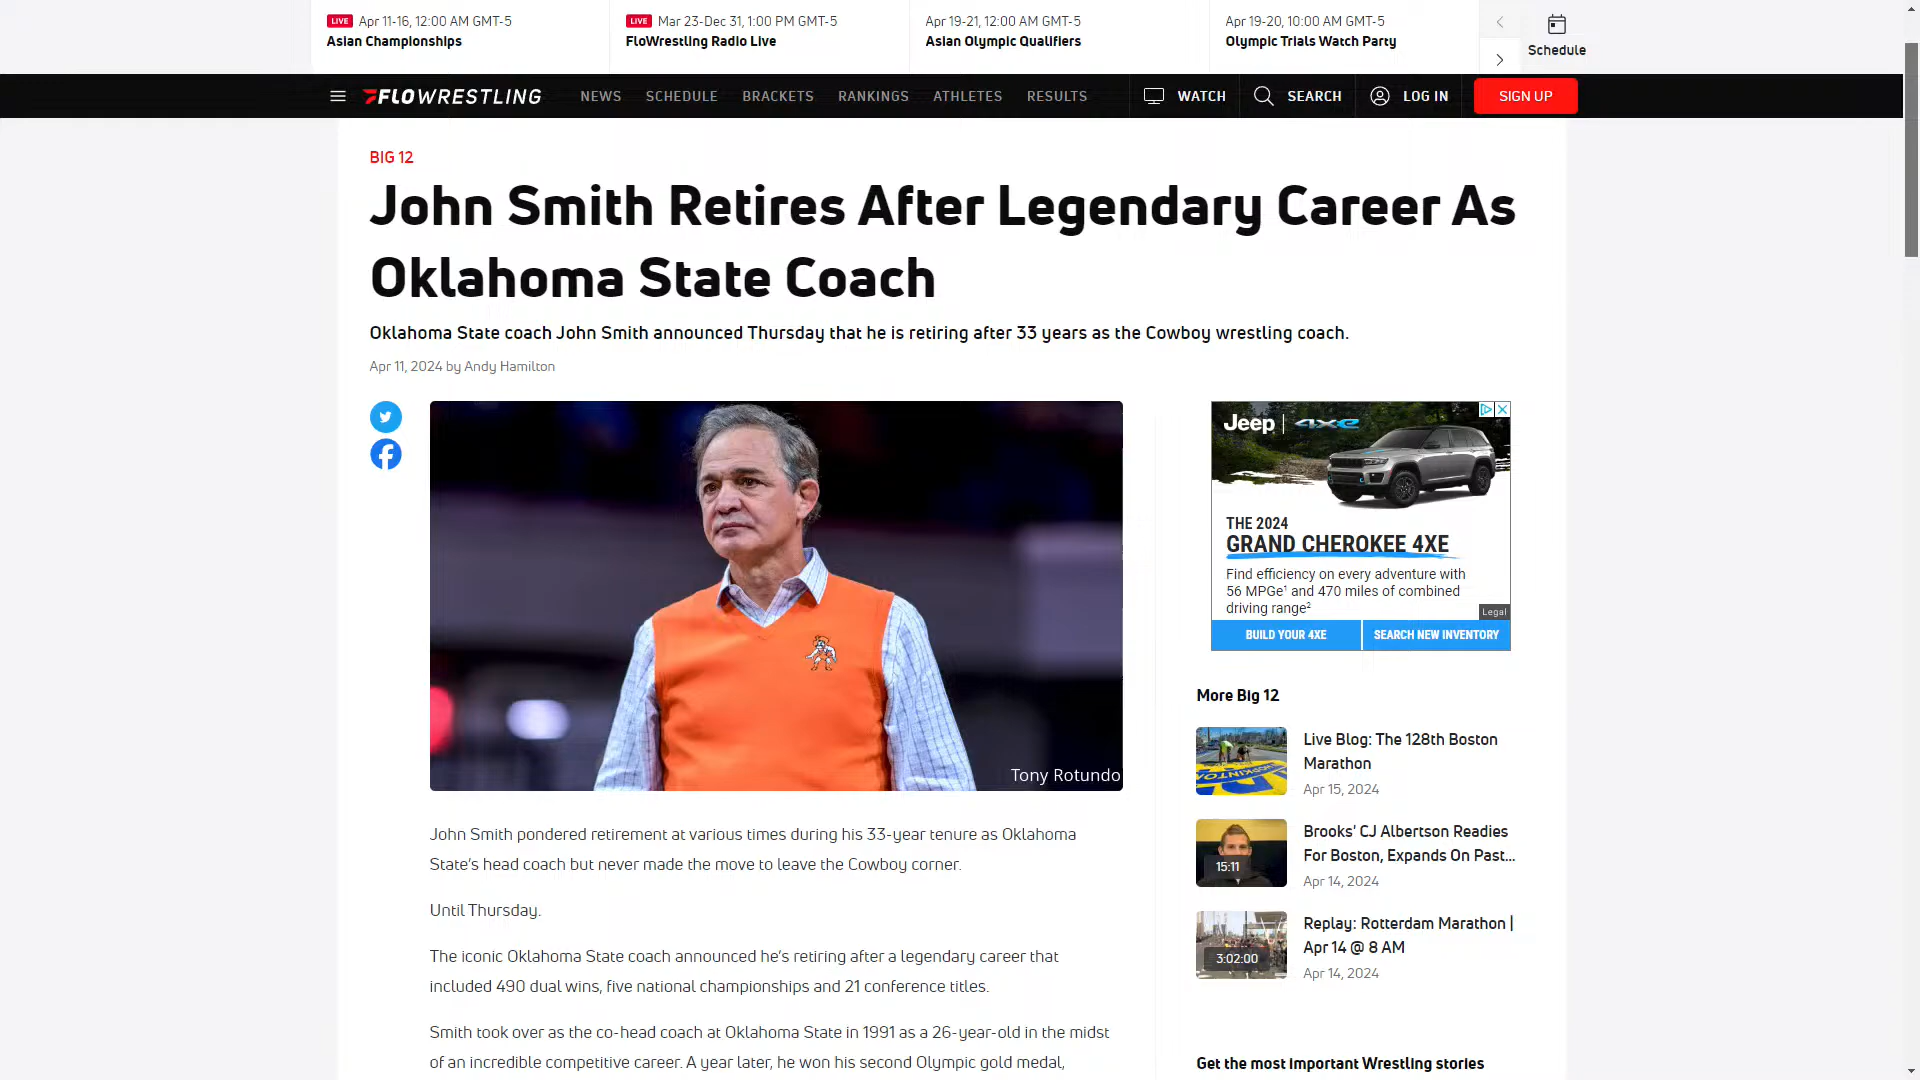 LIVE Apr 11-16, 12:00 AM GMT-5
Asian Championships
LIVE Mar 23-Dec 31, 1:00 PM GMT-5
FloWrestling Radio Live
Apr 19-21, 12:00 AM GMT-5
Asian Olympic Qualifiers
Apr 19-20, 10:00 AM GMT-5
Olympic Trials Watch Party
Schedule
FLOWRESTLING NEWS SCHEDULE BRACKETS RANKINGS ATHLETES RESULTS WATCH SEARCH LOG IN SIGN UP
BIG 12
John Smith Retires After Legendary Career As
Oklahoma State Coach
Oklahoma State coach John Smith announced Thursday that he is retiring after 33 years as the Cowboy wrestling coach.
Apr 11, 2024 by Andy Hamilton
Tony Rotundo
John Smith pondered retirement at various times during his 33-year tenure as Oklahoma
State's head coach but never made the move to leave the Cowboy corner.
Until Thursday.
The iconic Oklahoma State coach announced he's retiring after a legendary career that
included 490 dual wins, five national championships and 21 conference titles.
Smith took over as the co-head coach at Oklahoma State in 1991 as a 26-year-old in the midst
of an incredible competitive career. A year later, he won his second Olympic gold medal,
Jeep | 4xe
THE 2024
GRAND CHEROKEE 4XE
Find efficiency on every adventure with
56 MPGe¹ and 470 miles of combined
driving range²
Legal
BUILD YOUR 4XE
SEARCH NEW INVENTORY
More Big 12
Live Blog: The 128th Boston
Marathon
Apr 15, 2024
15:11
Brooks' CJ Albertson Readies
For Boston, Expands On Past...
Apr 14, 2024
3:02:00
Replay: Rotterdam Marathon |
Apr 14 @ 8 AM
Apr 14, 2024
Get the most important Wrestling stories